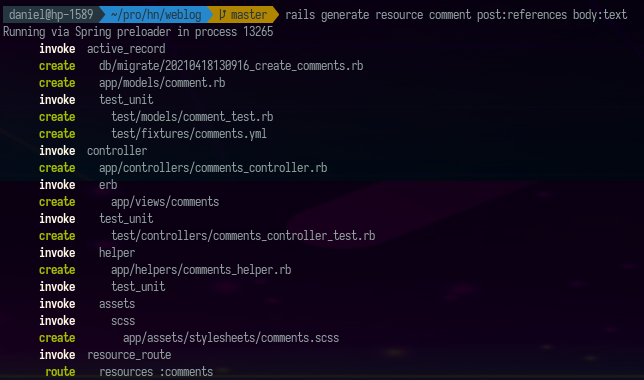 daniel@hp-1589 ~/pro/hn/weblog master rails generate resource comment post:references body:text
Running via Spring preloader in process 13265
invoke active_record
create db/migrate/20210418130916_create_comments.rb
create app/models/comment.rb
invoke test_unit
create test/models/comment_test.rb
create test/fixtures/comments.yml
invoke controller
create app/controllers/comments_controller.rb
invoke erb
create app/views/comments
invoke test_unit
create test/controllers/comments_controller_test.rb
invoke helper
create app/helpers/comments_helper.rb
invoke test_unit
invoke assets
invoke scss
create app/assets/stylesheets/comments.scss
invoke resource_route
route resources :comments